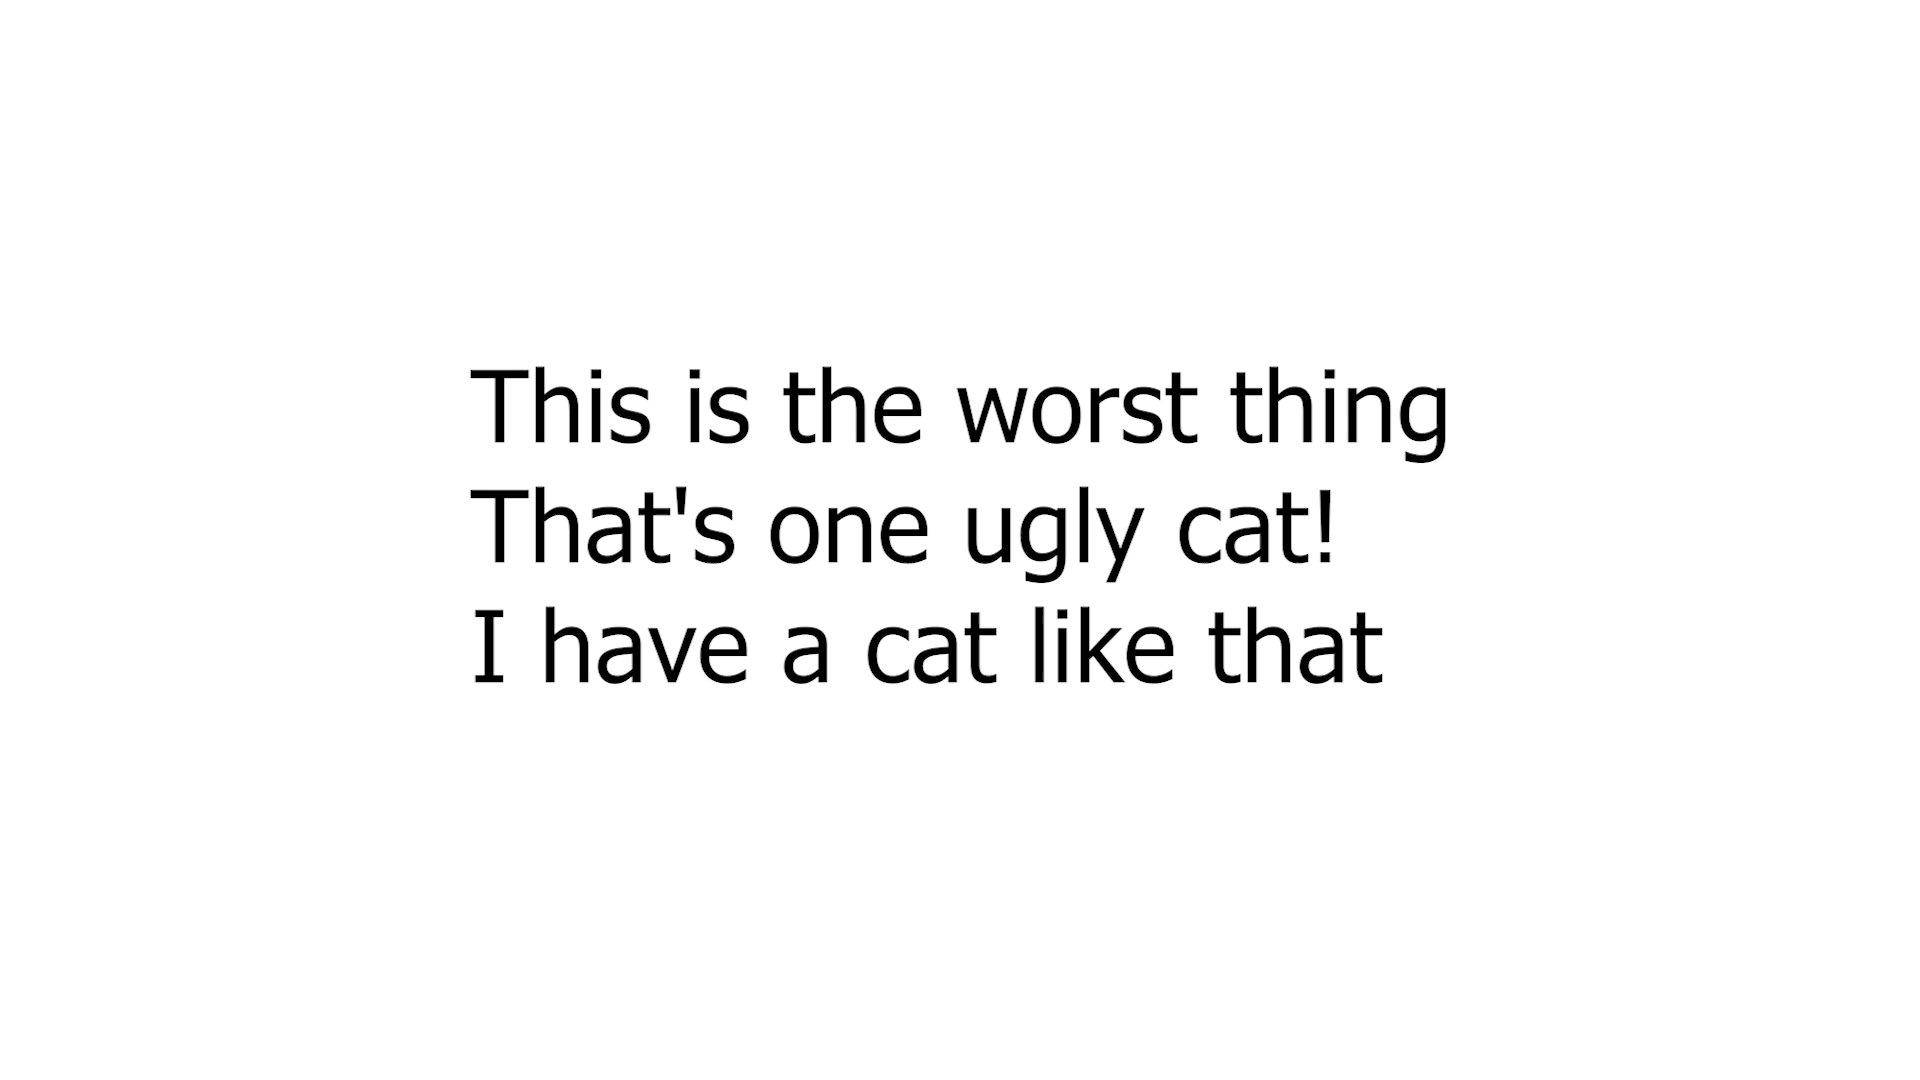 This is the worst thing
That's one ugly cat!
I have a cat like that